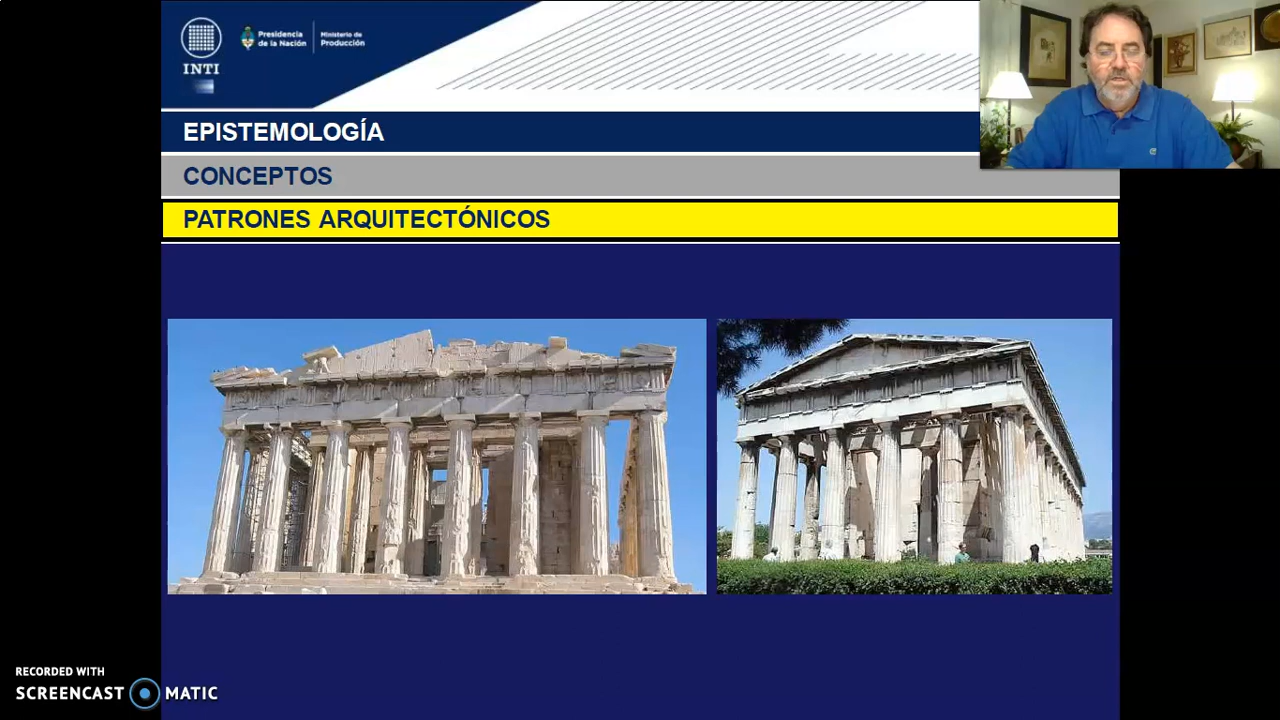 INTI
Presidencia
de la Nación
Ministerio de
Producción
EPISTEMOLOGÍA
CONCEPTOS
PATRONES ARQUITECTÓNICOS
RECORDED WITH
SCREENCAST MATIC